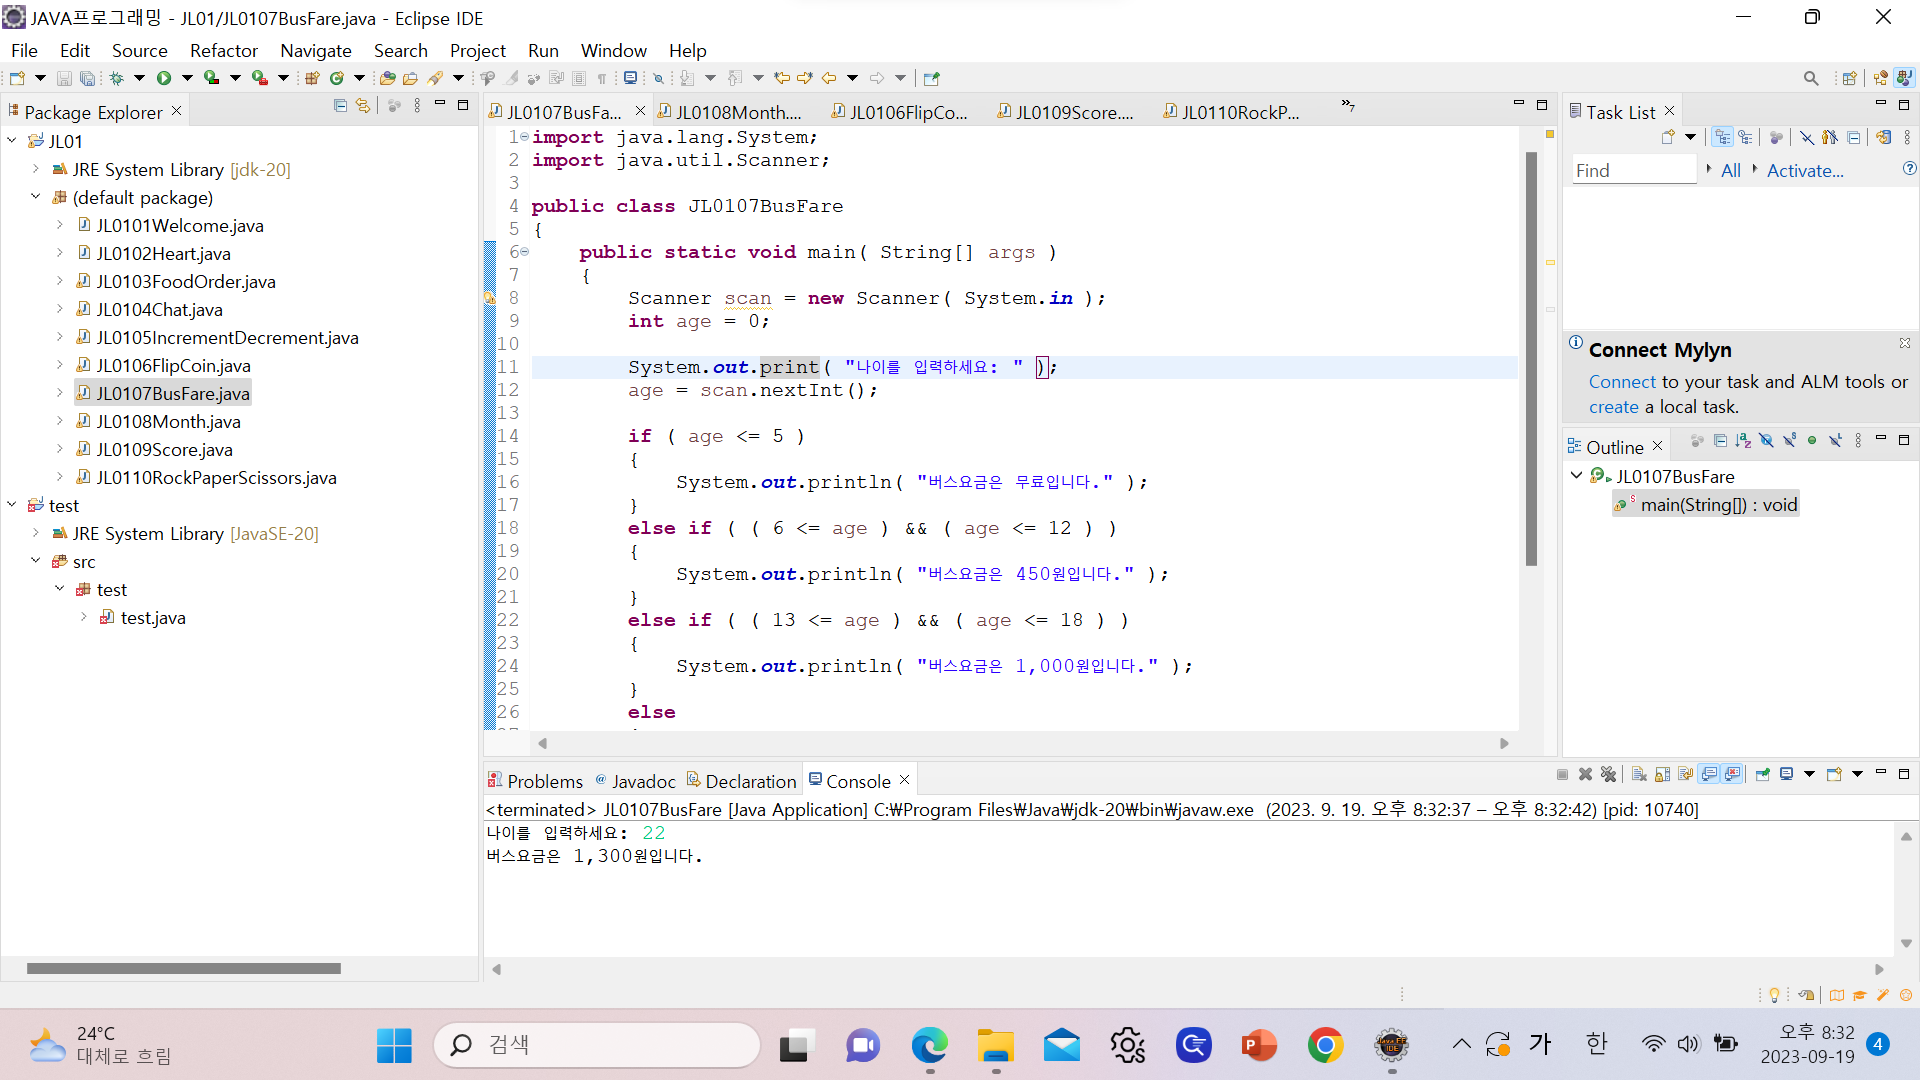 JAVA프로그래밍 - JL01/JL0107BusFare.java - Eclipse IDE
File Edit Source Refactor Navigate Search Project Run Window Help
Package Explorer
JL01
JRE System Library [jdk-20]
(default package)
JL0101Welcome.java
JL0102Heart.java
JL0103FoodOrder.java
JL0104Chat.java
JL0105IncrementDecrement.java
JL0106FlipCoin.java
JL0107BusFare.java
JL0108Month.java
JL0109Score.java
JL0110RockPaperScissors.java
test
JRE System Library [JavaSE-20]
src
test
test.java
JL0107BusFa... JL0108Month.... JL0106FlipCo... JL0109Score.... JL0110RockP... »7
1 import java.lang.System;
2 import java.util.Scanner;
3
4 public class JL0107BusFare
5 {
6 public static void main( String[] args )
7 {
8 Scanner scan = new Scanner( System.in );
9 int age = 0;
10
11 System.out.print( "나이를 입력하세요: " );
12 age = scan.nextInt();
13
14 if ( age <= 5 )
15 {
16 System.out.println( "버스요금은 무료입니다." );
17 }
18 else if ( ( 6 <= age ) && ( age <= 12 ) )
19 {
20 System.out.println( "버스요금은 450원입니다." );
21 }
22 else if ( ( 13 <= age ) && ( age <= 18 ) )
23 {
24 System.out.println( "버스요금은 1,000원입니다." );
25 }
26 else
Task List
Find All Activate...
Connect Mylyn
Connect to your task and ALM tools or
create a local task.
Outline
JL0107BusFare
main(String[]) : void
Problems @ Javadoc Declaration Console
<terminated> JL0107BusFare [Java Application] C:₩Program Files₩Java₩jdk-20₩bin₩javaw.exe (2023. 9. 19. 오후 8:32:37 – 오후 8:32:42) [pid: 10740]
나이를 입력하세요: 22
버스요금은 1,300원입니다.
24°C
대체로 흐림
검색
가 한
오후 8:32
2023-09-19
4